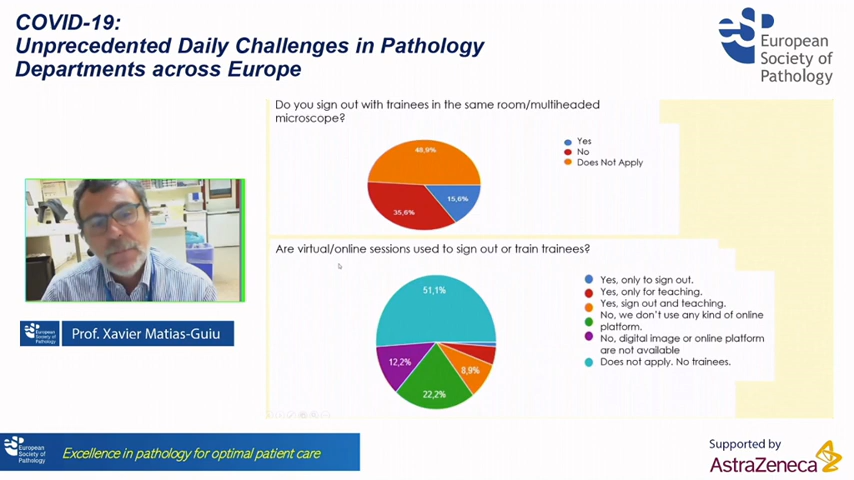 COVID-19:
Unprecedented Daily Challenges in Pathology
Departments across Europe
European
Society of
Pathology
Do you sign out with trainees in the same room/multiheaded
microscope?
48,9%
35,6%
15,6%
Yes
No
Does Not Apply
Are virtual/online sessions used to sign out or train trainees?
51,1%
12,2%
22,2%
8,9%
Yes, only to sign out.
Yes, only for teaching.
Yes, sign out and teaching.
No, we don't use any kind of online
platform.
No, digital image or online platform
are not available
Does not apply. No trainees.
European
Society of
Pathology
Prof. Xavier Matias-Guiu
European
Society of
Pathology
Excellence in pathology for optimal patient care
Supported by
AstraZeneca